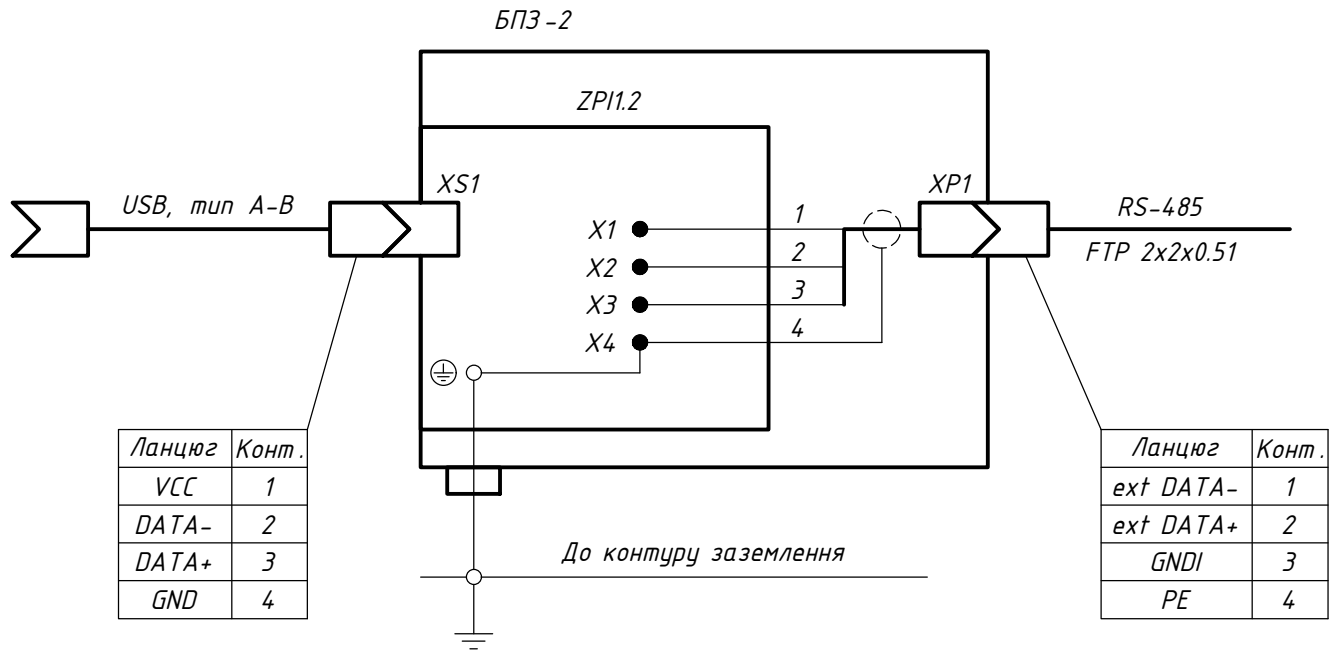 БПЗ-2
ZPI1.2
XS1
XP1
USB, тип A-B
RS-485
FTP 2x2x0.51
X1
1
X2
2
X3
3
X4
4
Ланцюг Конт.
VCC 1
DATA- 2
DATA+ 3
GND 4
До контуру заземлення
Ланцюг Конт.
ext DATA- 1
ext DATA+ 2
GNDI 3
PE 4